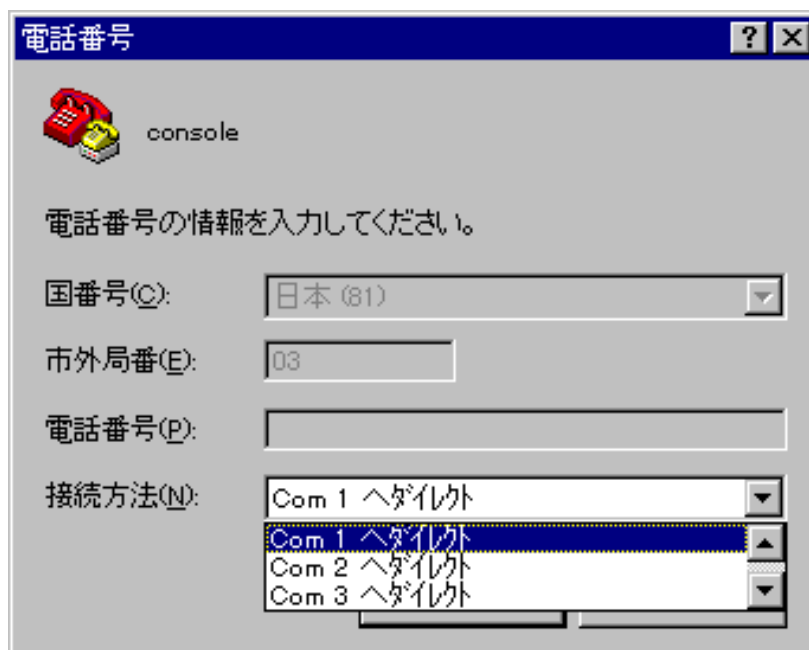 電話番号
console
電話番号の情報を入力してください。
国番号(C): 日本 (81)
市外局番(E): 03
電話番号(P):
接続方法(N): Com 1 へダイレクト
Com 1 へダイレクト
Com 2 へダイレクト
Com 3 へダイレクト